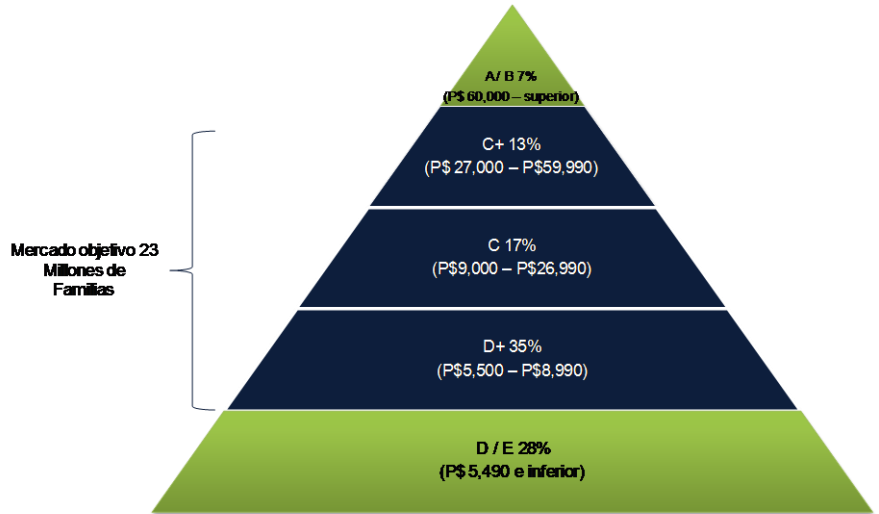 A/ B 7%
(P$ 60,000 – superior)
C+ 13%
(P$ 27,000 – P$59,990)
Mercado objetivo 23
Millones de
Familias
C 17%
(P$9,000 – P$26,990)
D+ 35%
(P$5,500 – P$8,990)
D / E 28%
(P$ 5,490 e inferior)